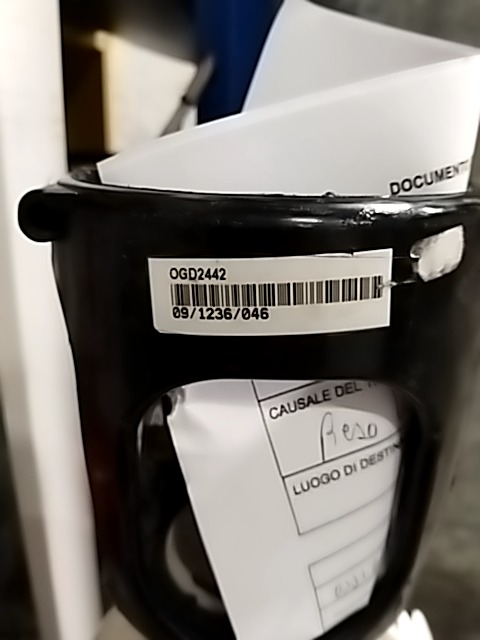 DOCUMENT
OGD2442
09/1236/046
CAUSALE DEL
Reso
LUOGO DI DESTIN